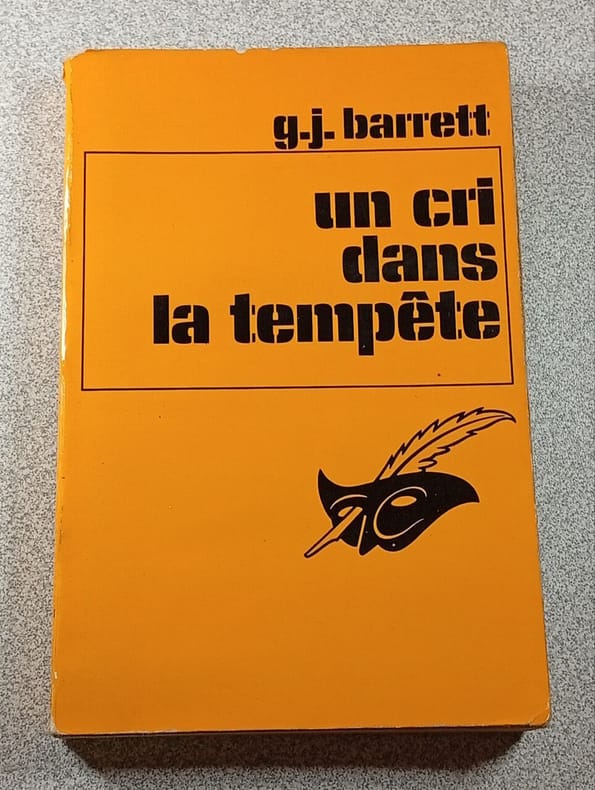 g.j. barrett
un cri
dans
la tempête